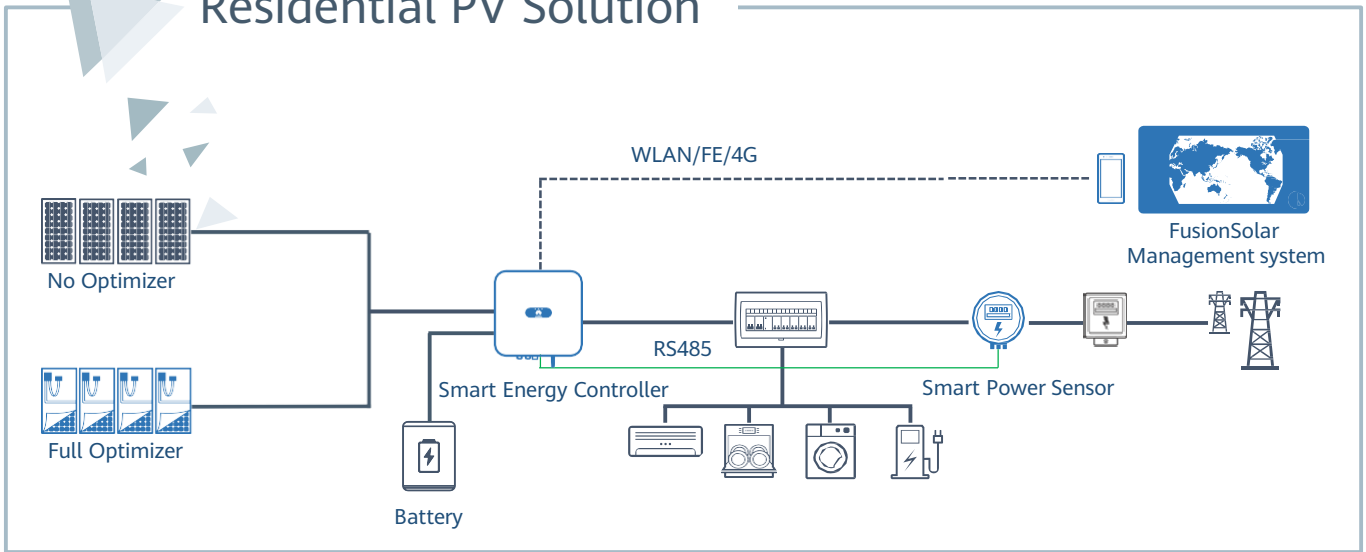 Residential PV Solution
WLAN/FE/4G
FusionSolar
Management system
No Optimizer
RS485
Smart Energy Controller
Smart Power Sensor
Full Optimizer
Battery